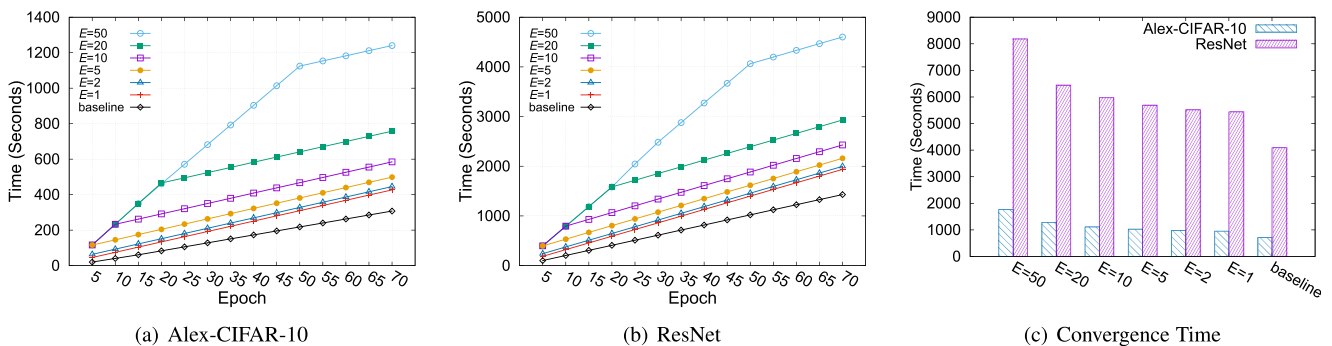 1400
1200
1000
800
600
400
200
0
Time (Seconds)
E=50
E=20
E=10
E=5
E=2
E=1
baseline
5 10 15 20 25 30 35 40 45 50 55 60 65 70
Epoch
(a) Alex-CIFAR-10
5000
4000
3000
2000
1000
0
Time (Seconds)
E=50
E=20
E=10
E=5
E=2
E=1
baseline
5 10 15 20 25 30 35 40 45 50 55 60 65 70
Epoch
(b) ResNet
9000
8000
7000
6000
5000
4000
3000
2000
1000
0
Time (Seconds)
Alex-CIFAR-10
ResNet
E=50 E=20 E=10 E=5 E=2 E=1 baseline
(c) Convergence Time